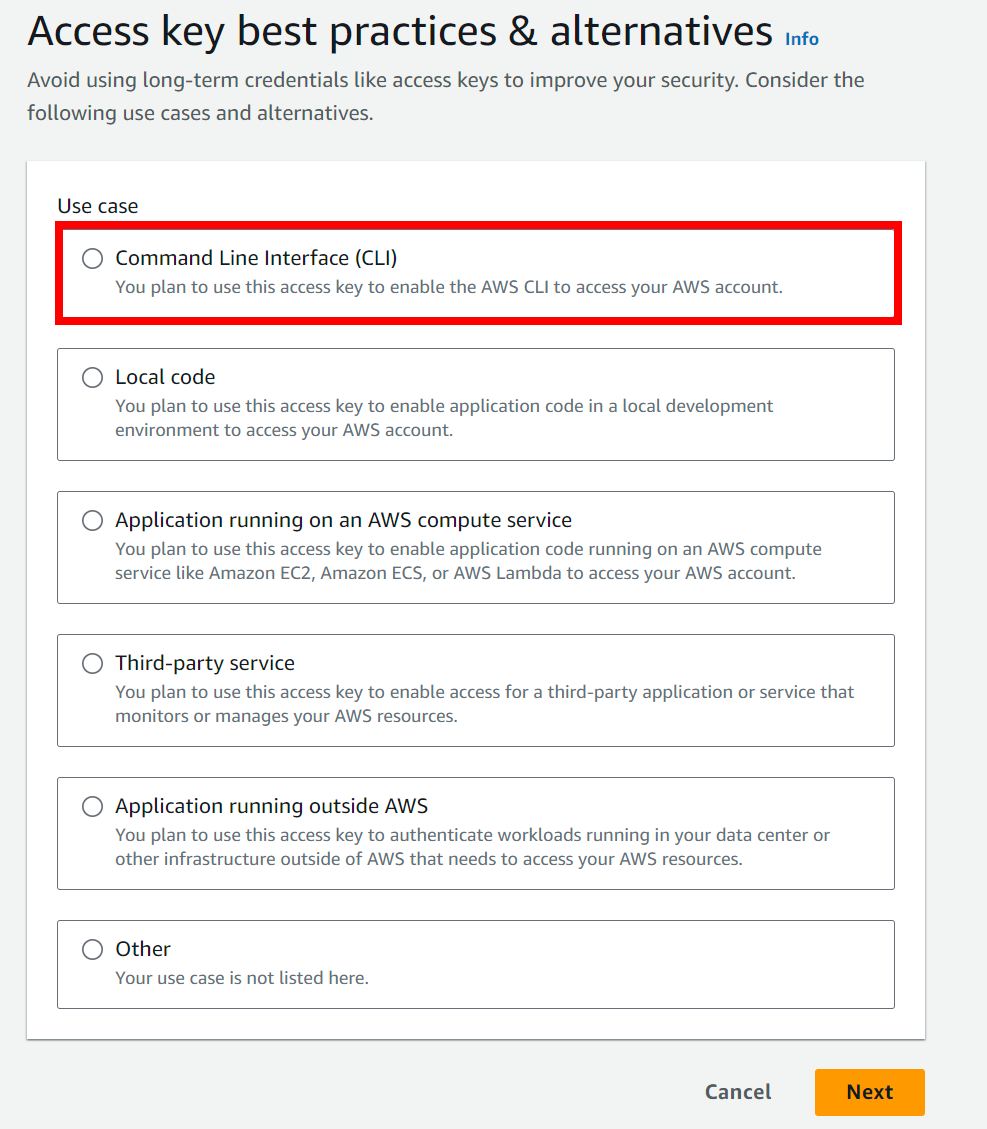 Access key best practices & alternatives Info
Avoid using long-term credentials like access keys to improve your security. Consider the
following use cases and alternatives.
Use case
Command Line Interface (CLI)
You plan to use this access key to enable the AWS CLI to access your AWS account.
Local code
You plan to use this access key to enable application code in a local development
environment to access your AWS account.
Application running on an AWS compute service
You plan to use this access key to enable application code running on an AWS compute
service like Amazon EC2, Amazon ECS, or AWS Lambda to access your AWS account.
Third-party service
You plan to use this access key to enable access for a third-party application or service that
monitors or manages your AWS resources.
Application running outside AWS
You plan to use this access key to authenticate workloads running in your data center or
other infrastructure outside of AWS that needs to access your AWS resources.
Other
Your use case is not listed here.
Cancel Next